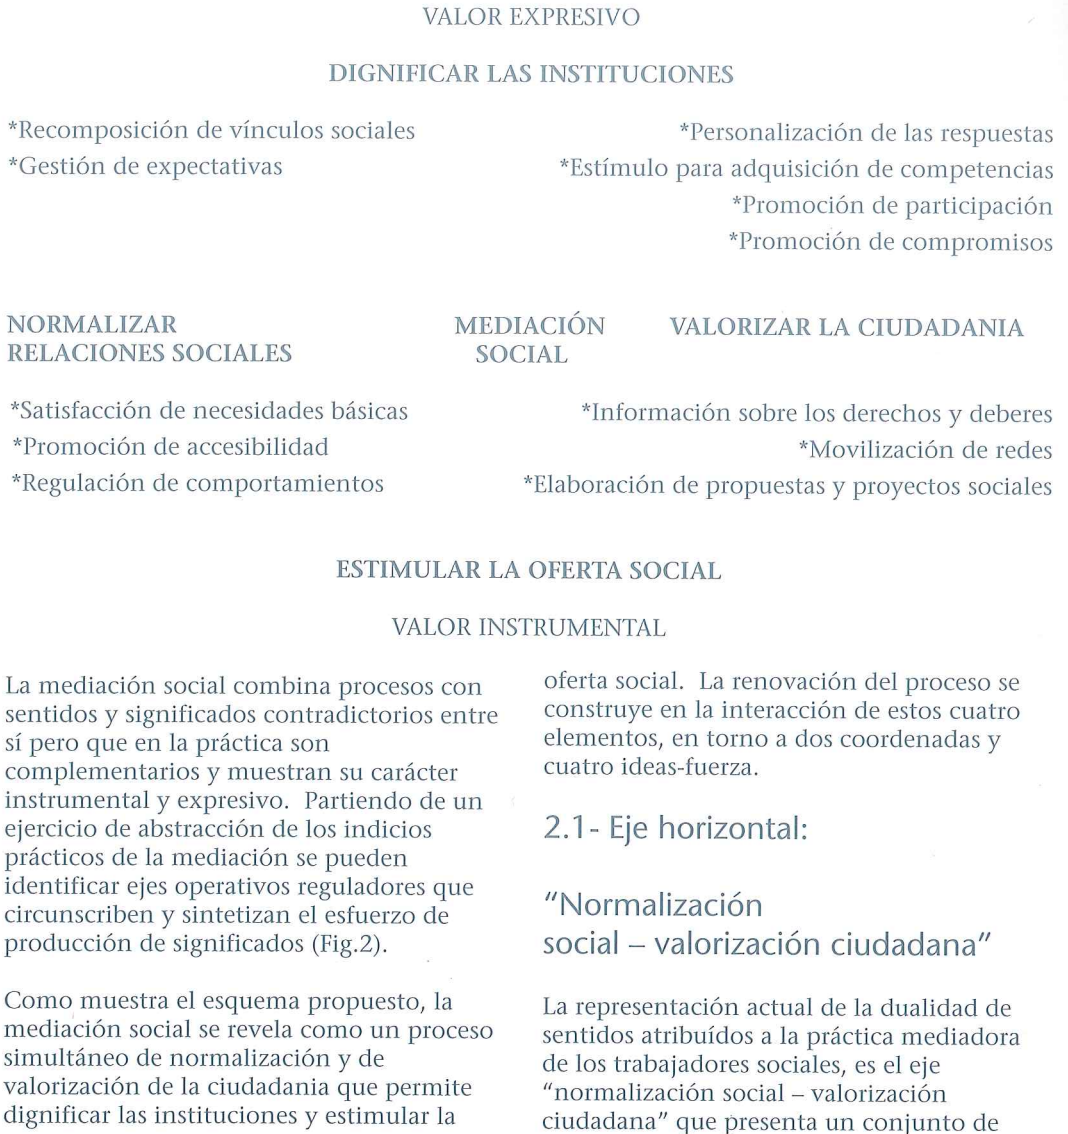 VALOR EXPRESIVO
DIGNIFICAR LAS INSTITUCIONES
*Recomposición de vínculos sociales
*Gestión de expectativas
*Personalización de las respuestas
*Estímulo para adquisición de competencias
*Promoción de participación
*Promoción de compromisos
NORMALIZAR
RELACIONES SOCIALES
MEDIACIÓN
SOCIAL
VALORIZAR LA CIUDADANIA
*Satisfacción de necesidades básicas
*Promoción de accesibilidad
*Regulación de comportamientos
*Información sobre los derechos y deberes
*Movilización de redes
*Elaboración de propuestas y proyectos sociales
ESTIMULAR LA OFERTA SOCIAL
VALOR INSTRUMENTAL
La mediación social combina procesos con
sentidos y significados contradictorios entre
sí pero que en la práctica son
complementarios y muestran su carácter
instrumental y expresivo. Partiendo de un
ejercicio de abstracción de los indicios
prácticos de la mediación se pueden
identificar ejes operativos reguladores que
circunscriben y sintetizan el esfuerzo de
producción de significados (Fig.2).
Como muestra el esquema propuesto, la
mediación social se revela como un proceso
simultáneo de normalización y de
valorización de la ciudadania que permite
dignificar las instituciones y estimular la
oferta social. La renovación del proceso se
construye en la interacción de estos cuatro
elementos, en torno a dos coordenadas y
cuatro ideas-fuerza.
2.1- Eje horizontal:
"Normalización
social – valorización ciudadana"
La representación actual de la dualidad de
sentidos atribuídos a la práctica mediadora
de los trabajadores sociales, es el eje
"normalización social – valorización
ciudadana" que presenta un conjunto de